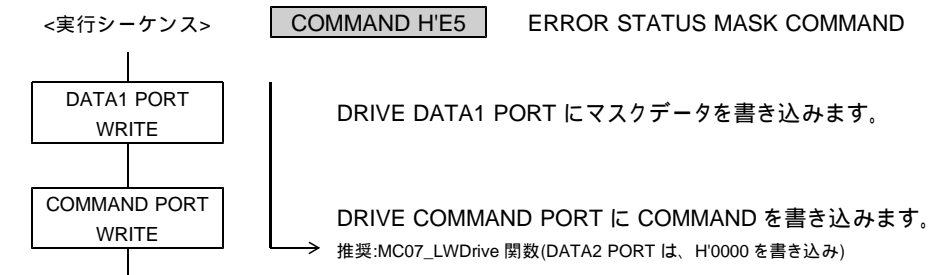 <実行シーケンス> COMMAND H'E5 ERROR STATUS MASK COMMAND
DATA1 PORT
WRITE
DRIVE DATA1 PORT にマスクデータを書き込みます。
COMMAND PORT
WRITE
DRIVE COMMAND PORT に COMMAND を書き込みます。
推奨:MC07_LWDrive 関数(DATA2 PORT は、H'0000 を書き込み)